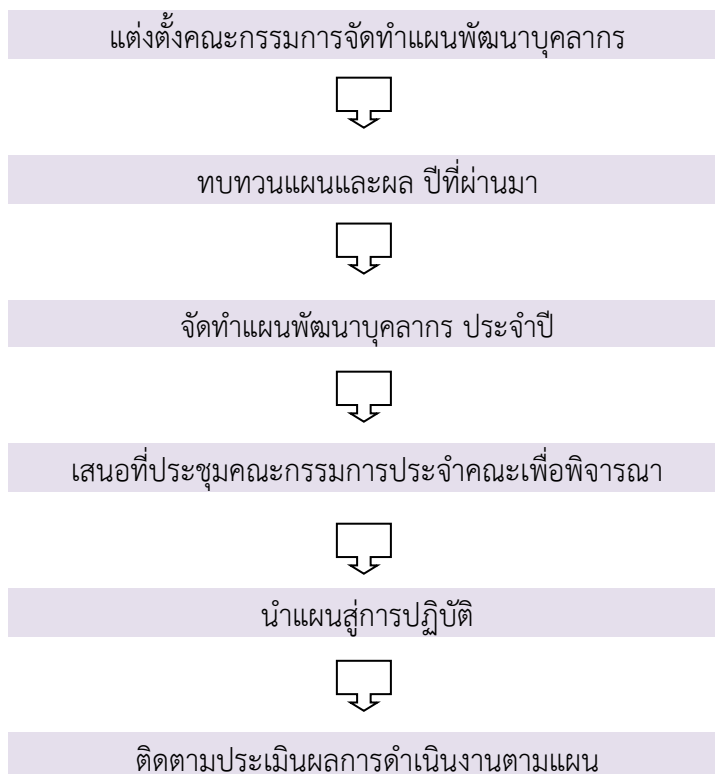 แต่งตั้งคณะกรรมการจัดทำแผนพัฒนาบุคลากร
ทบทวนแผนและผล ปีที่ผ่านมา
จัดทำแผนพัฒนาบุคลากร ประจำปี
เสนอที่ประชุมคณะกรรมการประจำคณะเพื่อพิจารณา
นำแผนสู่การปฏิบัติ
ติดตามประเมินผลการดำเนินงานตามแผน